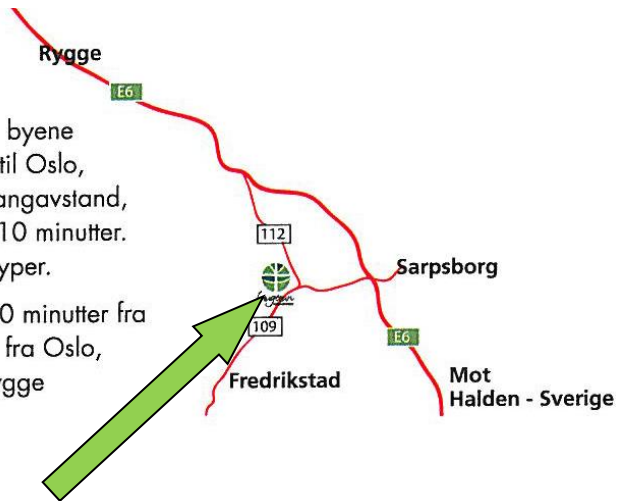 Rygge
E6
byene
til Oslo,
angavstand,
10 minutter.
yper.
0 minutter fra
fra Oslo,
gge
112
Sarpsborg
109
E6
Fredrikstad
Mot
Halden - Sverige